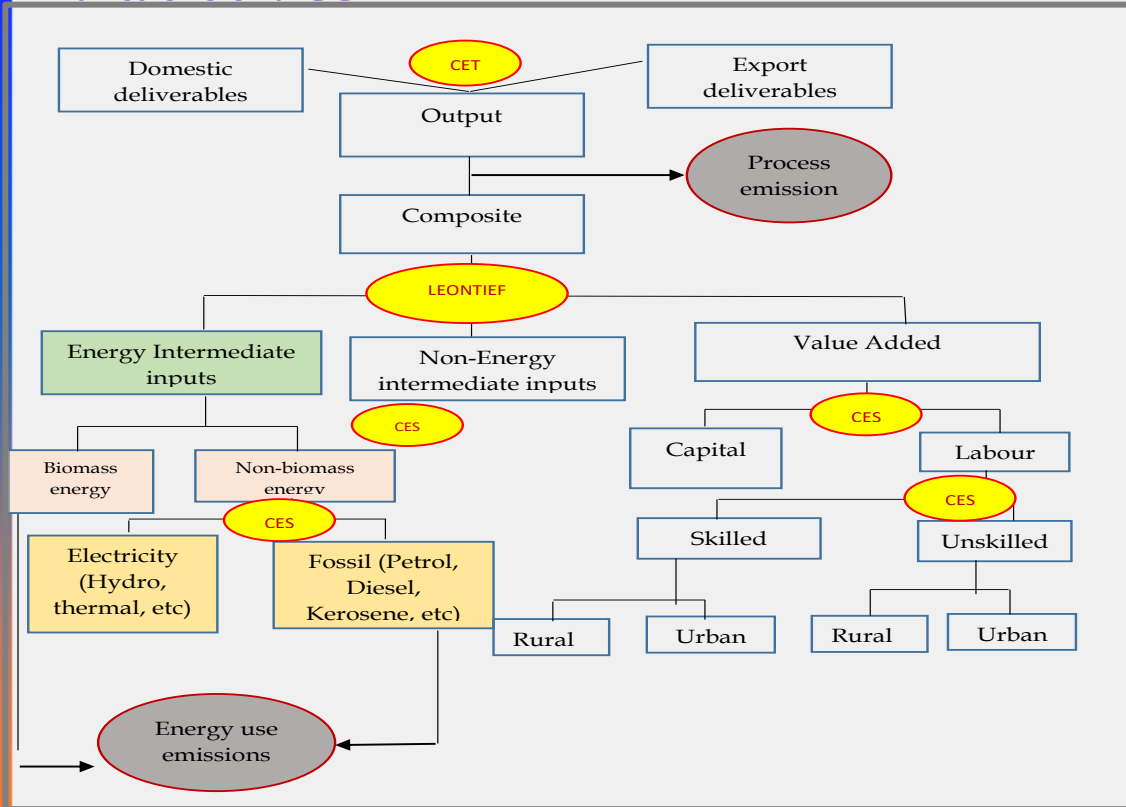 Domestic
deliverables
CET
Export
deliverables
Output
Process
emission
Composite
LEONTIEF
Energy Intermediate
inputs
Non-Energy
intermediate inputs
Value Added
CES
CES
Capital
Labour
Biomass
energy
Non-biomass
energy
CES
CES
Skilled
Unskilled
Electricity
(Hydro,
thermal, etc)
Fossil (Petrol,
Diesel,
Kerosene, etc)
Rural
Urban
Rural
Urban
Energy use
emissions